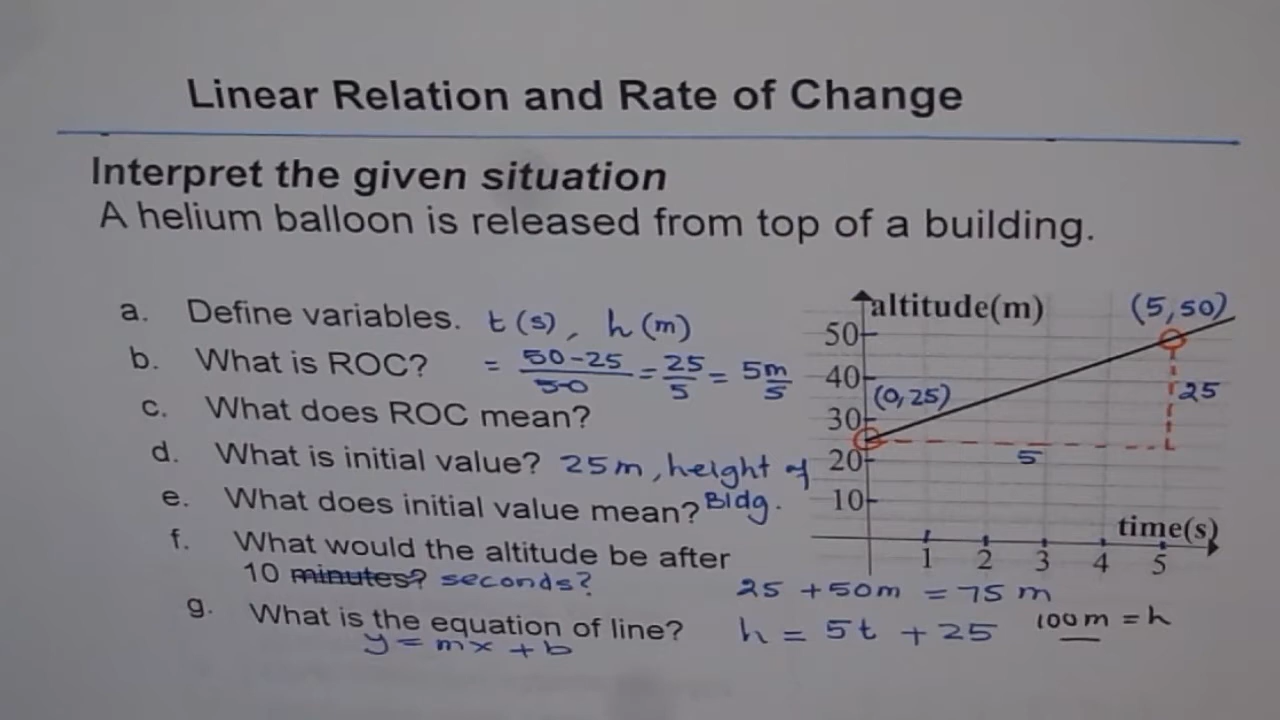 Linear Relation and Rate of Change
Interpret the given situation
A helium balloon is released from top of a building.
a. Define variables. t (s), h (m)
b. What is ROC? = 50-25 / 5-0 = 25 / 5 = 5 m / s
c. What does ROC mean?
d. What is initial value? 25m, height of
e. What does initial value mean? Bldg.
f. What would the altitude be after
10 minutes? seconds? 25 + 50m = 75 m
g. What is the equation of line? h = 5t + 25 100m = h
y = mx + b
altitude(m) (5,50)
50
40
(0,25) 25
30
20 5
10
time(s)
1 2 3 4 5